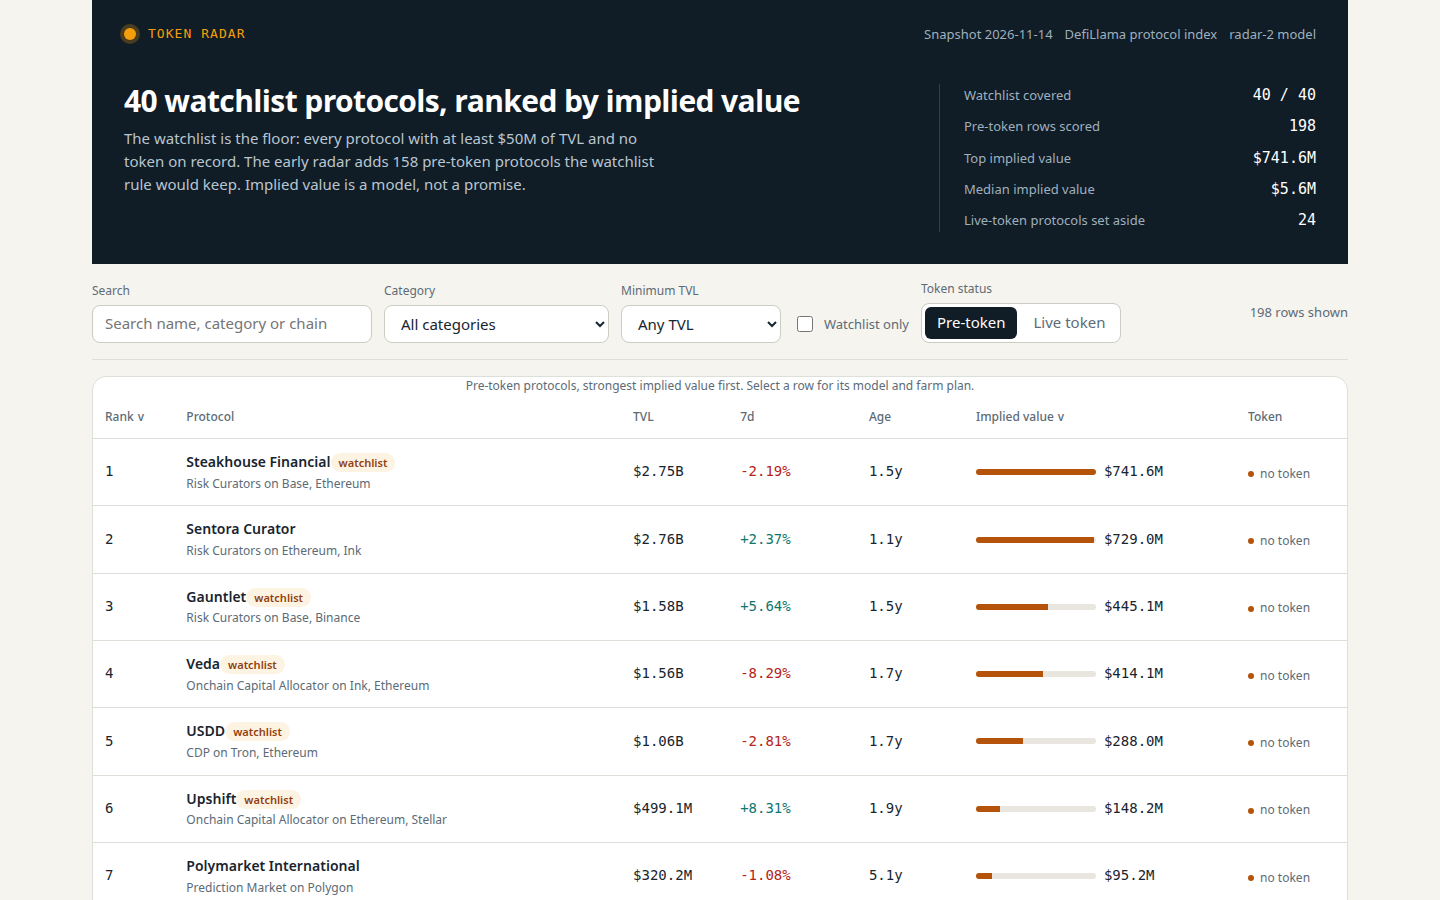 TOKEN RADAR
Snapshot 2026-11-14 DefiLlama protocol index radar-2 model
40 watchlist protocols, ranked by implied value
The watchlist is the floor: every protocol with at least $50M of TVL and no
token on record. The early radar adds 158 pre-token protocols the watchlist
rule would keep. Implied value is a model, not a promise.
Watchlist covered 40 / 40
Pre-token rows scored 198
Top implied value $741.6M
Median implied value $5.6M
Live-token protocols set aside 24
Search
Search name, category or chain
Category
All categories
Minimum TVL
Any TVL
Watchlist only
Token status
Pre-token Live token
198 rows shown
Pre-token protocols, strongest implied value first. Select a row for its model and farm plan.
Rank v Protocol TVL 7d Age Implied value v Token
1 Steakhouse Financial watchlist $2.75B -2.19% 1.5y $741.6M no token
Risk Curators on Base, Ethereum
2 Sentora Curator $2.76B +2.37% 1.1y $729.0M no token
Risk Curators on Ethereum, Ink
3 Gauntlet watchlist $1.58B +5.64% 1.5y $445.1M no token
Risk Curators on Base, Binance
4 Veda watchlist $1.56B -8.29% 1.7y $414.1M no token
Onchain Capital Allocator on Ink, Ethereum
5 USDD watchlist $1.06B -2.81% 1.7y $288.0M no token
CDP on Tron, Ethereum
6 Upshift watchlist $499.1M +8.31% 1.9y $148.2M no token
Onchain Capital Allocator on Ethereum, Stellar
7 Polymarket International $320.2M -1.08% 5.1y $95.2M no token
Prediction Market on Polygon